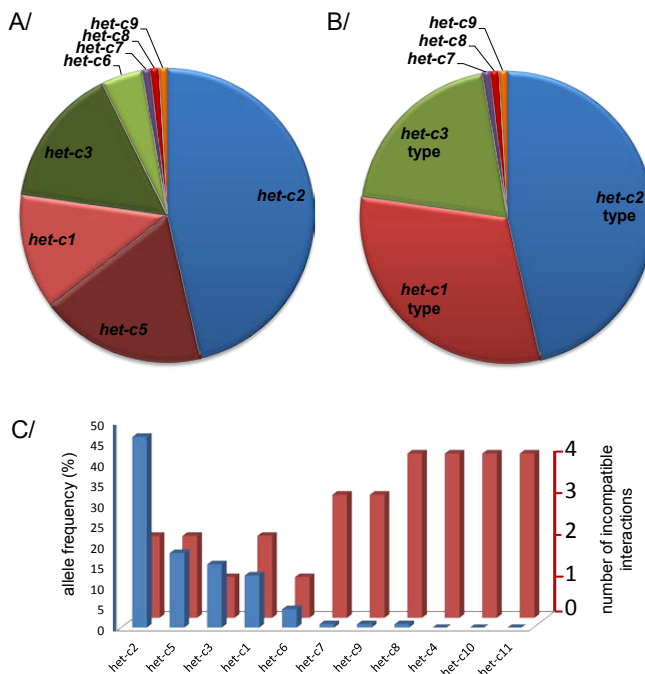 A/
het-c9
het-c8
het-c7
het-c6
het-c3
het-c2
het-c1
het-c5
B/
het-c9
het-c8
het-c7
het-c3
type
het-c2
type
het-c1
type
C/
allele frequency (%)
50
45
40
35
30
25
20
15
10
5
0
4
3
2
1
0
number of incompatible
interactions
het-c2
het-c5
het-c3
het-c1
het-c6
het-c7
het-c9
het-c8
het-c4
het-c10
het-c11